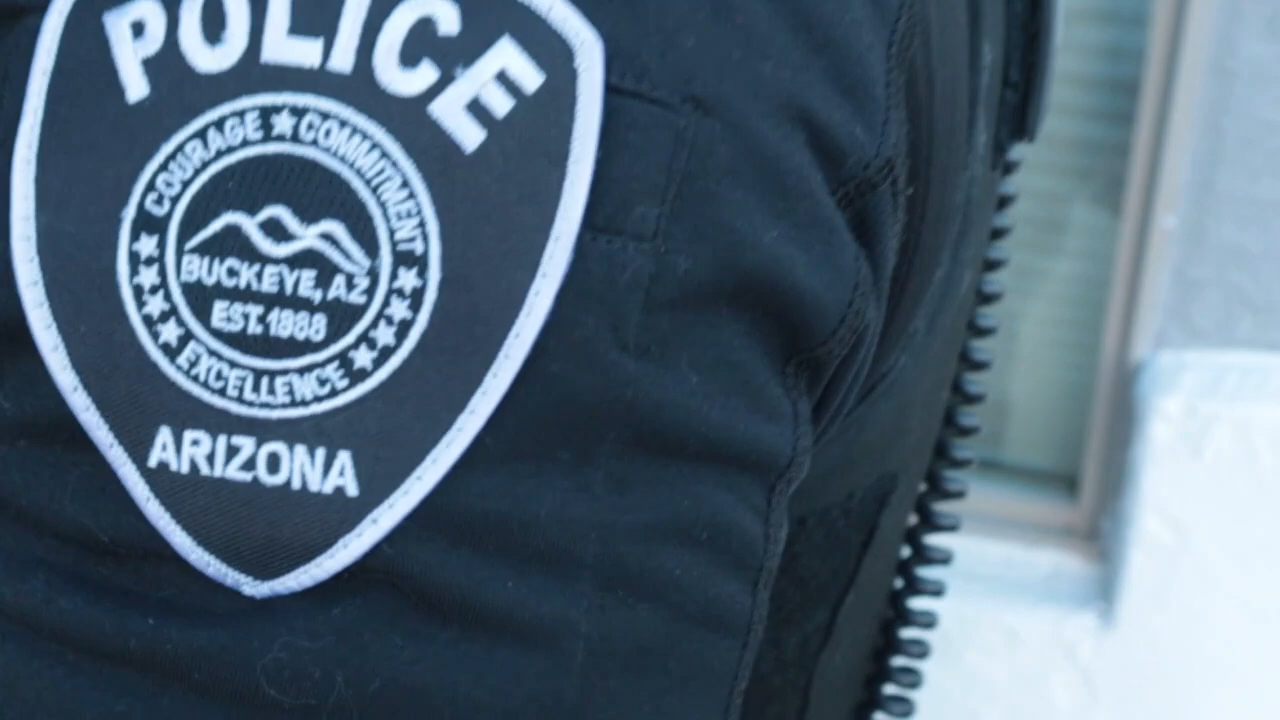 POLICE
COURAGE ★ COMMITMENT
BUCKEYE, AZ
EST. 1888
EXCELLENCE
ARIZONA